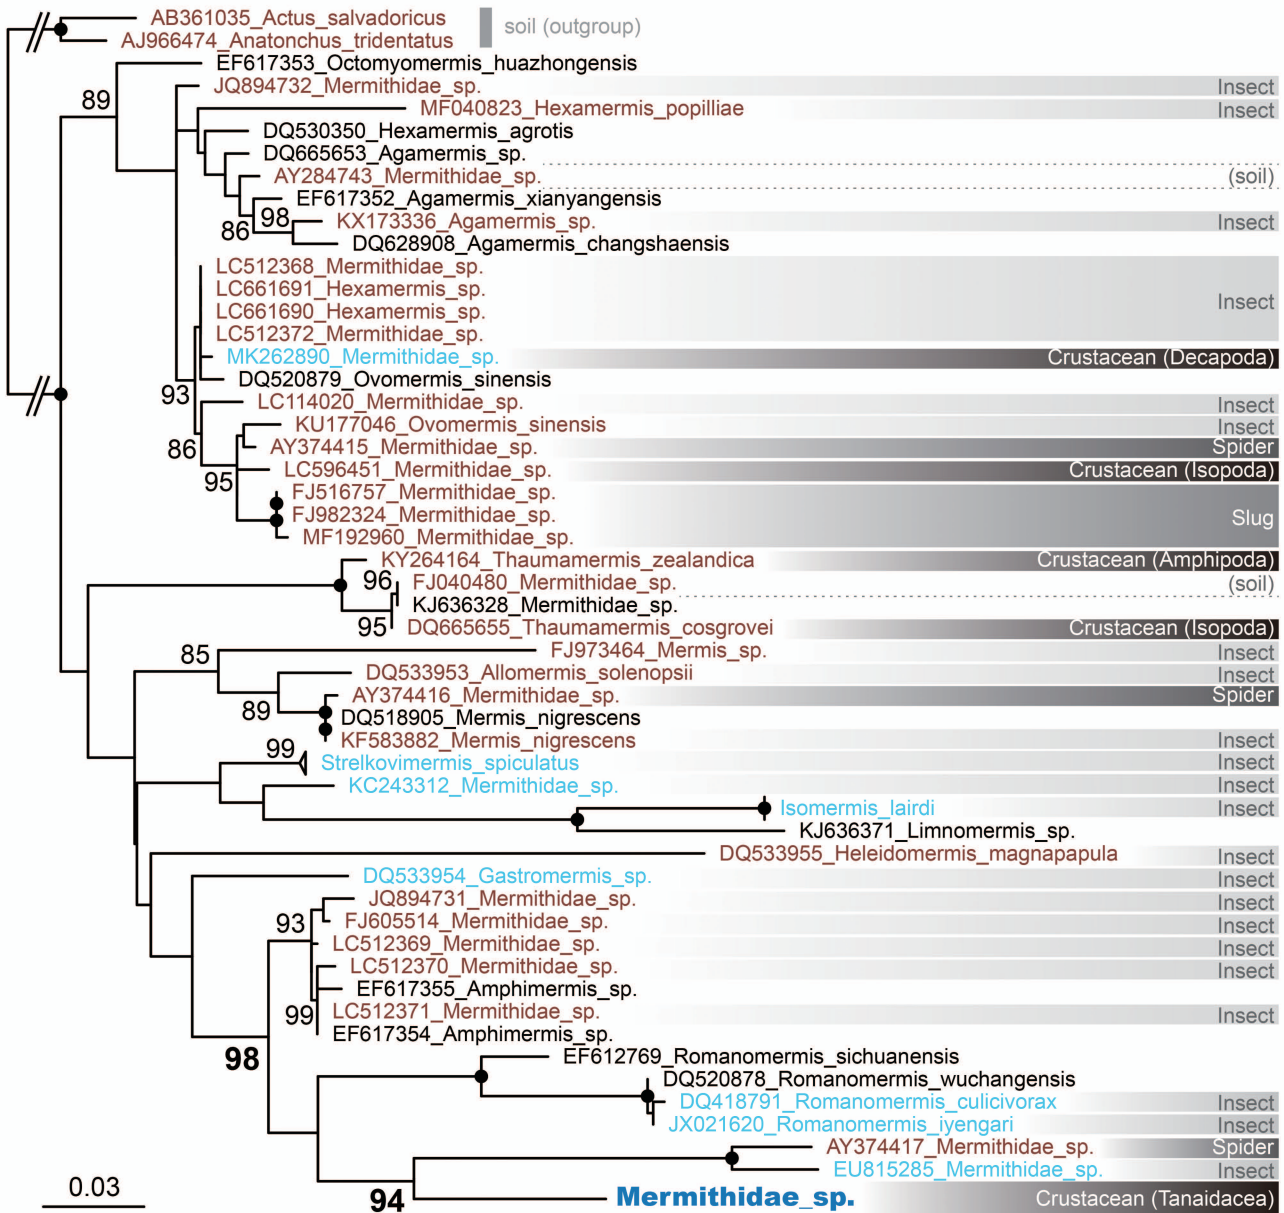 AB361035_Actus_salvadoricus
AJ966474_Anatonchus_tridentatus
soil (outgroup)
EF617353_Octomyomermis_huazhongensis
89
JQ894732_Mermithidae_sp. Insect
MF040823_Hexamermis_popilliae Insect
DQ530350_Hexamermis_agrotis
DQ665653_Agamermis_sp.
AY284743_Mermithidae_sp. (soil)
EF617352_Agamermis_xianyangensis
98
KX173336_Agamermis_sp. Insect
86
DQ628908_Agamermis_changshaensis
LC512368_Mermithidae_sp.
LC661691_Hexamermis_sp.
Insect
LC661690_Hexamermis_sp.
LC512372_Mermithidae_sp.
MK262890_Mermithidae_sp. Crustacean (Decapoda)
DQ520879_Ovomermis_sinensis
93
LC114020_Mermithidae_sp. Insect
KU177046_Ovomermis_sinensis Insect
86
AY374415_Mermithidae_sp. Spider
LC596451_Mermithidae_sp. Crustacean (Isopoda)
95
FJ516757_Mermithidae_sp.
FJ982324_Mermithidae_sp. Slug
MF192960_Mermithidae_sp.
KY264164_Thaumamermis_zealandica Crustacean (Amphipoda)
96
FJ040480_Mermithidae_sp. (soil)
KJ636328_Mermithidae_sp.
95
DQ665655_Thaumamermis_cosgrovei Crustacean (Isopoda)
85
FJ973464_Mermis_sp. Insect
DQ533953_Allomermis_solenopsii Insect
AY374416_Mermithidae_sp. Spider
89
DQ518905_Mermis_nigrescens
KF583882_Mermis_nigrescens Insect
99
Strelkovimermis_spiculatus Insect
KC243312_Mermithidae_sp. Insect
Isomermis_lairdi Insect
KJ636371_Limnomermis_sp.
DQ533955_Heleidomermis_magnapapula Insect
DQ533954_Gastromermis_sp. Insect
JQ894731_Mermithidae_sp. Insect
93
FJ605514_Mermithidae_sp. Insect
LC512369_Mermithidae_sp. Insect
LC512370_Mermithidae_sp. Insect
EF617355_Amphimermis_sp.
99
LC512371_Mermithidae_sp. Insect
EF617354_Amphimermis_sp.
98
EF612769_Romanomermis_sichuanensis
DQ520878_Romanomermis_wuchangensis
DQ418791_Romanomermis_culicivorax Insect
JX021620_Romanomermis_iyengari Insect
AY374417_Mermithidae_sp. Spider
EU815285_Mermithidae_sp. Insect
0.03
94
Mermithidae_sp. Crustacean (Tanaidacea)